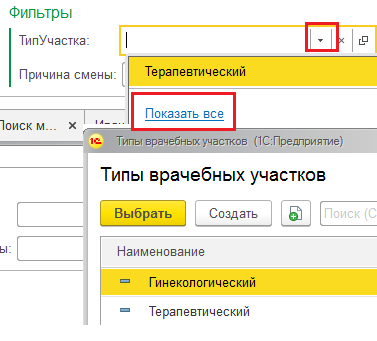 Фильтры
ТипУчастка:
Причина смены:
Терапевтический
Показать все
Поиск м...
Типы врачебных участков (1С:Предприятие)
Типы врачебных участков
Выбрать Создать Поиск (C
ы:
Наименование
Гинекологический
Терапевтический